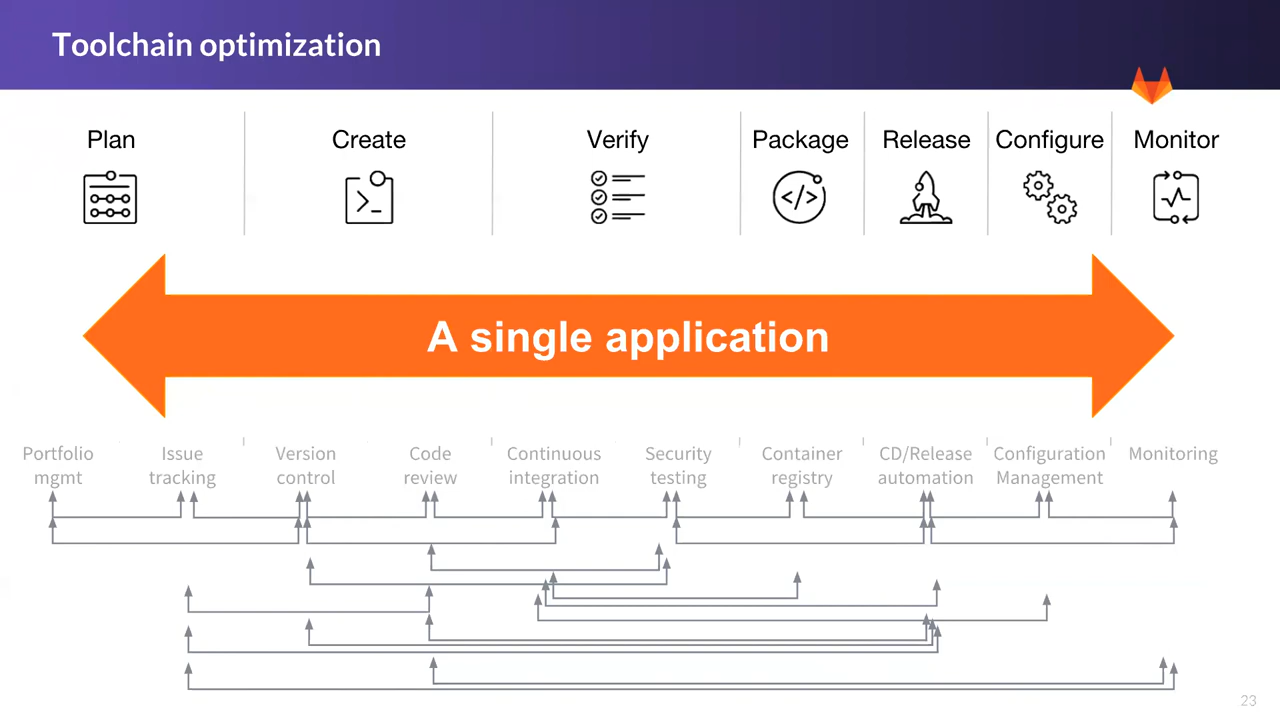 Toolchain optimization
Plan
Create
Verify
Package
Release
Configure
Monitor
A single application
Portfolio
mgmt
Issue
tracking
Version
control
Code
review
Continuous
integration
Security
testing
Container
registry
CD/Release
automation
Configuration
Management
Monitoring
23